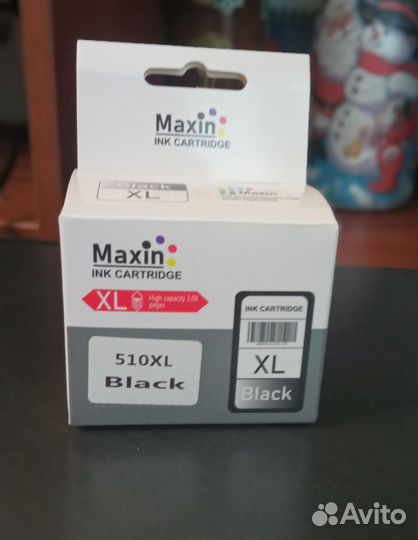 Maxin
INK CARTRIDGE
Black
XL
Maxin
Maxin
INK CARTRIDGE
XL
High capacity 3.0X
pages
510XL
Black
INK CARTRIDGE
XL
Black
Avito